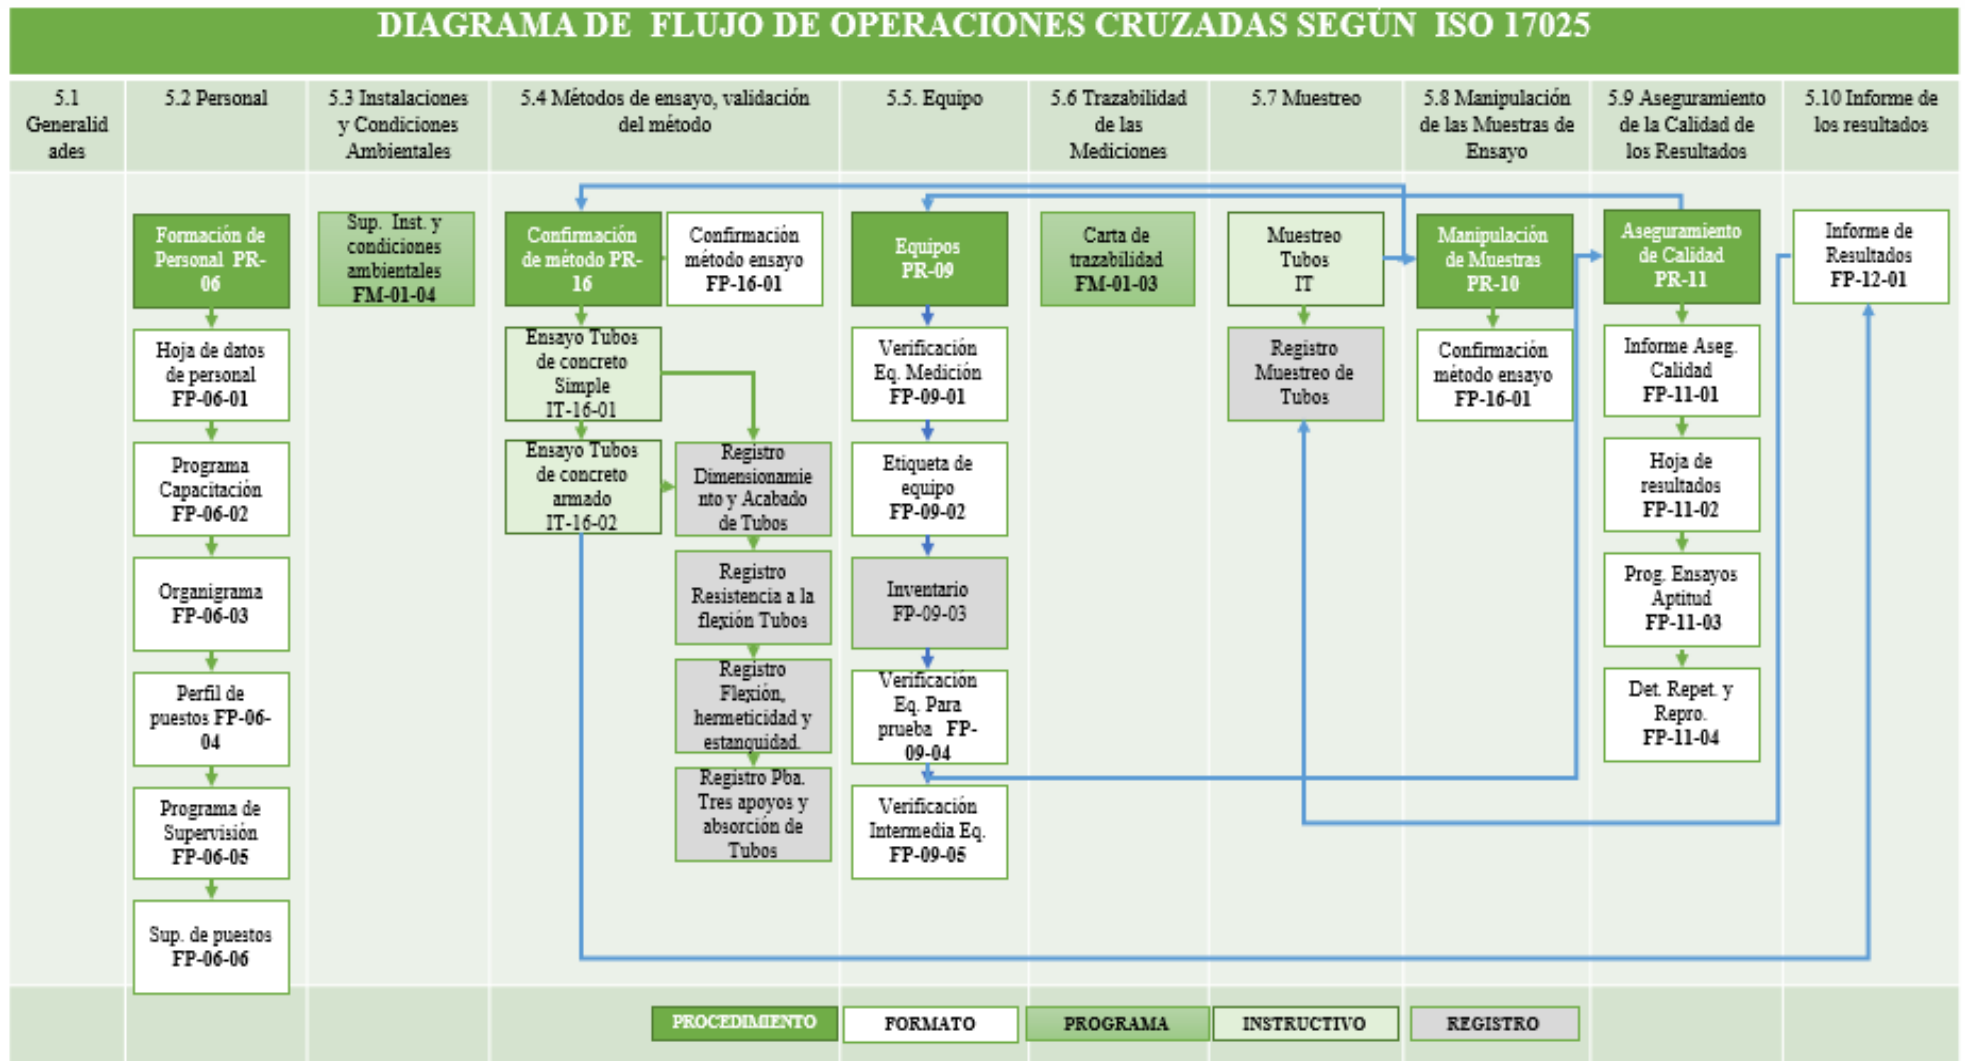 DIAGRAMA DE FLUJO DE OPERACIONES CRUZADAS SEGÚN ISO 17025
5.1
Generalid
ades
5.2 Personal
5.3 Instalaciones
y Condiciones
Ambientales
5.4 Métodos de ensayo, validación
del método
5.5. Equipo
5.6 Trazabilidad
de las
Mediciones
5.7 Muestreo
5.8 Manipulación
de las Muestras de
Ensayo
5.9 Aseguramiento
de la Calidad de
los Resultados
5.10 Informe de
los resultados
Formación de
Personal PR-
06
Hoja de datos
de personal
FP-06-01
Programa
Capacitación
FP-06-02
Organigrama
FP-06-03
Perfil de
puestos FP-06-
04
Programa de
Supervisión
FP-06-05
Sup. de puestos
FP-06-06
Sup. Inst. y
condiciones
ambientales
FM-01-04
Confirmación
de método PR-
16
Confirmación
método ensayo
FP-16-01
Ensayo Tubos
de concreto
Simple
IT-16-01
Ensayo Tubos
de concreto
armado
IT-16-02
Registro
Dimensionamie
nto y Acabado
de Tubos
Registro
Resistencia a la
flexión Tubos
Registro
Flexión,
hermeticidad y
estanquidad.
Registro Pba.
Tres apoyos y
absorción de
Tubos
Equipos
PR-09
Verificación
Eq. Medición
FP-09-01
Etiqueta de
equipo
FP-09-02
Inventario
FP-09-03
Verificación
Eq. Para
prueba FP-
09-04
Verificación
Intermedia Eq.
FP-09-05
Carta de
trazabilidad
FM-01-03
Muestreo
Tubos
IT
Registro
Muestreo de
Tubos
Manipulación
de Muestras
PR-10
Confirmación
método ensayo
FP-16-01
Aseguramiento
de Calidad
PR-11
Informe Aseg.
Calidad
FP-11-01
Hoja de
resultados
FP-11-02
Prog. Ensayos
Aptitud
FP-11-03
Det. Repet. y
Repro.
FP-11-04
Informe de
Resultados
FP-12-01
PROCEDIMIENTO
FORMATO
PROGRAMA
INSTRUCTIVO
REGISTRO